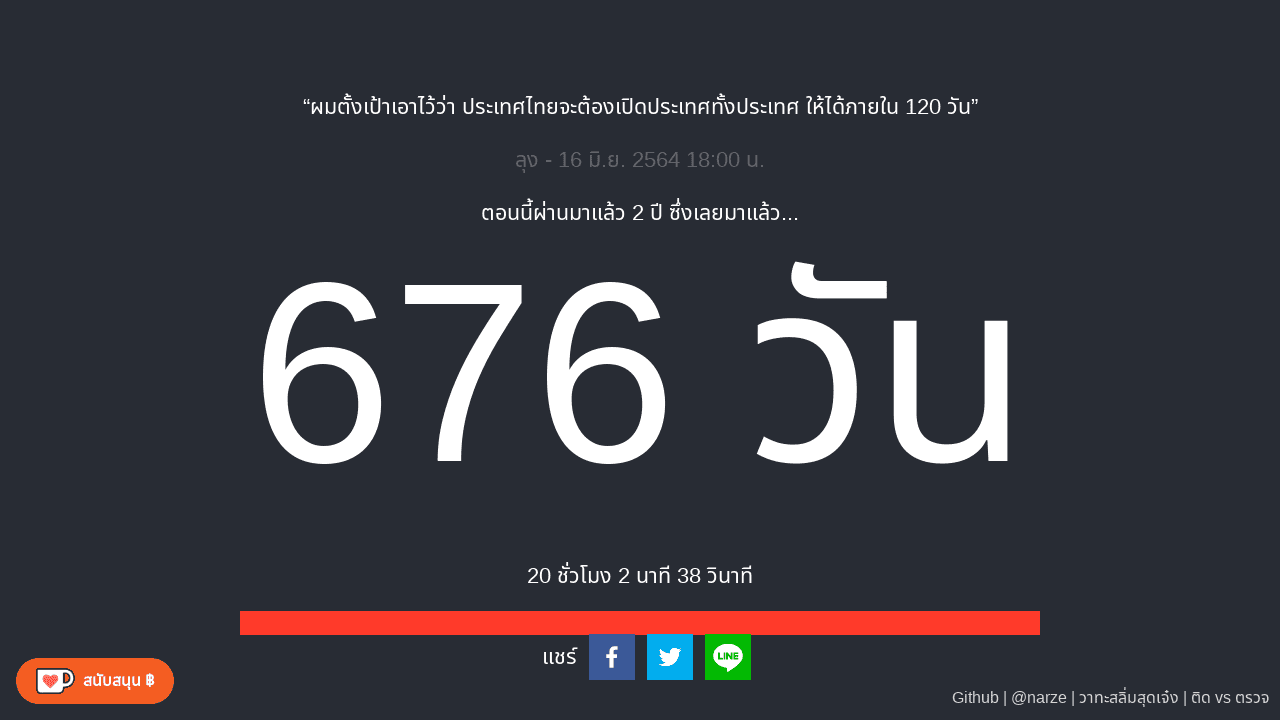 “ผมตั้งเป้าเอาไว้ว่า ประเทศไทยจะต้องเปิดประเทศทั้งประเทศ ให้ได้ภายใน 120 วัน”
ลุง - 16 มิ.ย. 2564 18:00 น.
ตอนนี้ผ่านมาแล้ว 2 ปี ซึ่งเลยมาแล้ว...
676 วัน
20 ชั่วโมง 2 นาที 38 วินาที
แชร์
LINE
สนับสนุน ฿
Github | @narze | วาทะสลิ่มสุดเจ๋ง | ติด vs ตรวจ